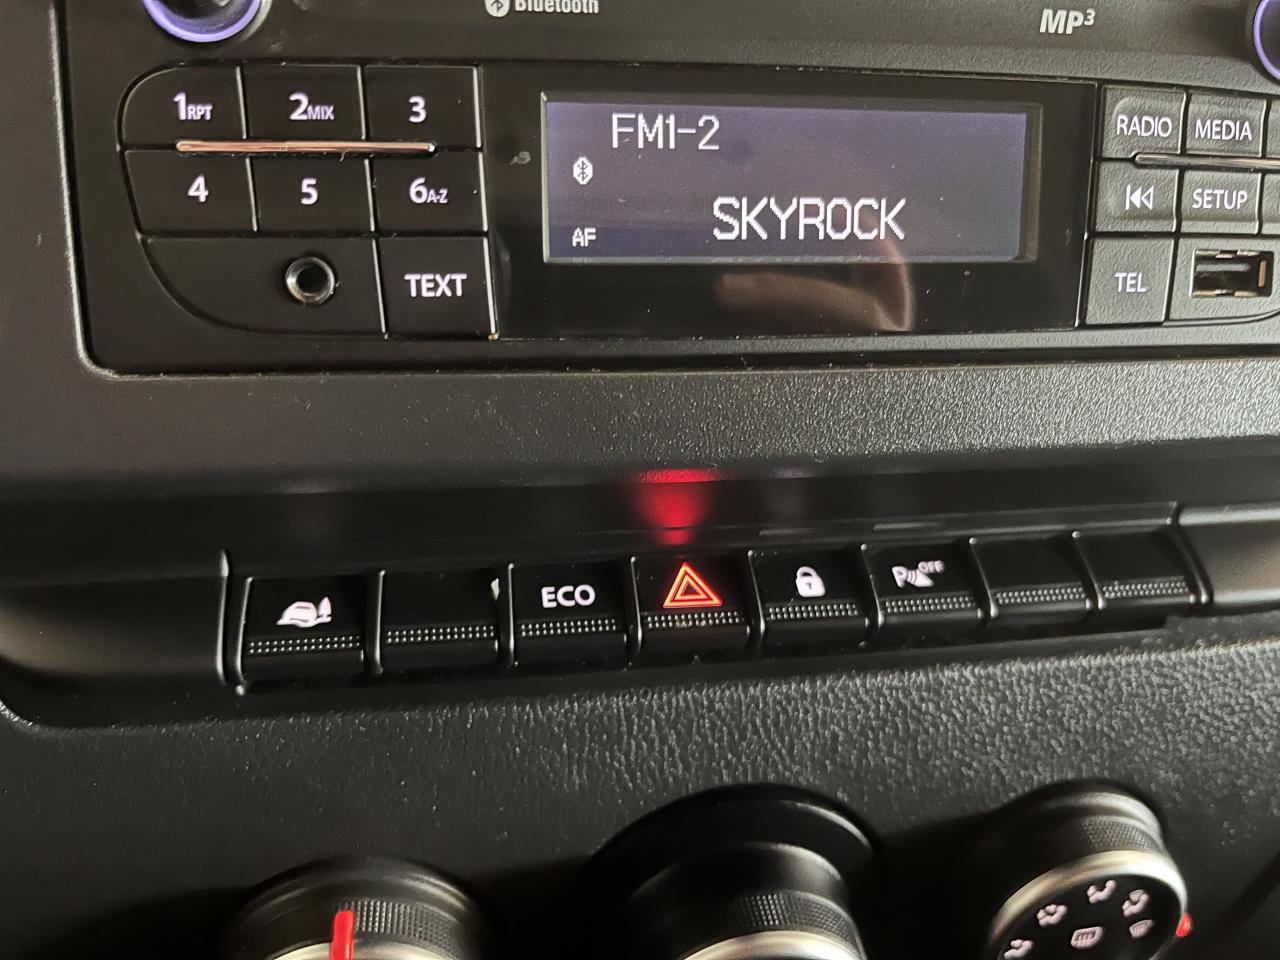 Bluetooth
MP3
1RPT 2MIX 3
4 5 6A-Z
TEXT
FM1-2
SKYROCK
AF
RADIO MEDIA
SETUP
TEL
ECO
P OFF